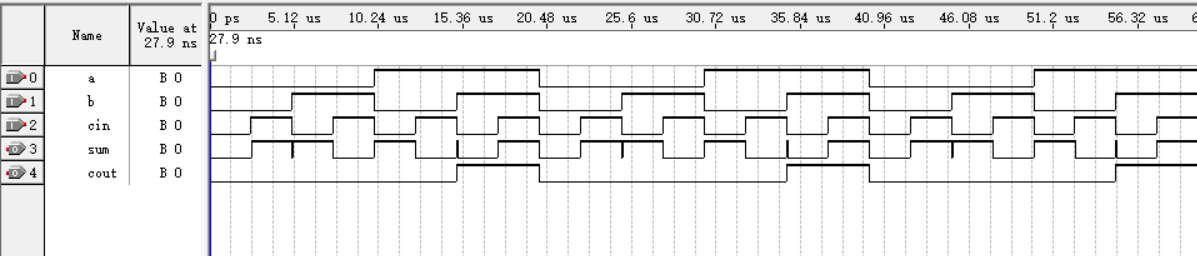 Name Value at 27.9 ns
0 ps 5.12 us 10.24 us 15.36 us 20.48 us 25.6 us 30.72 us 35.84 us 40.96 us 46.08 us 51.2 us 56.32 us
27.9 ns
0 a B 0
1 b B 0
2 cin B 0
3 sum B 0
4 cout B 0